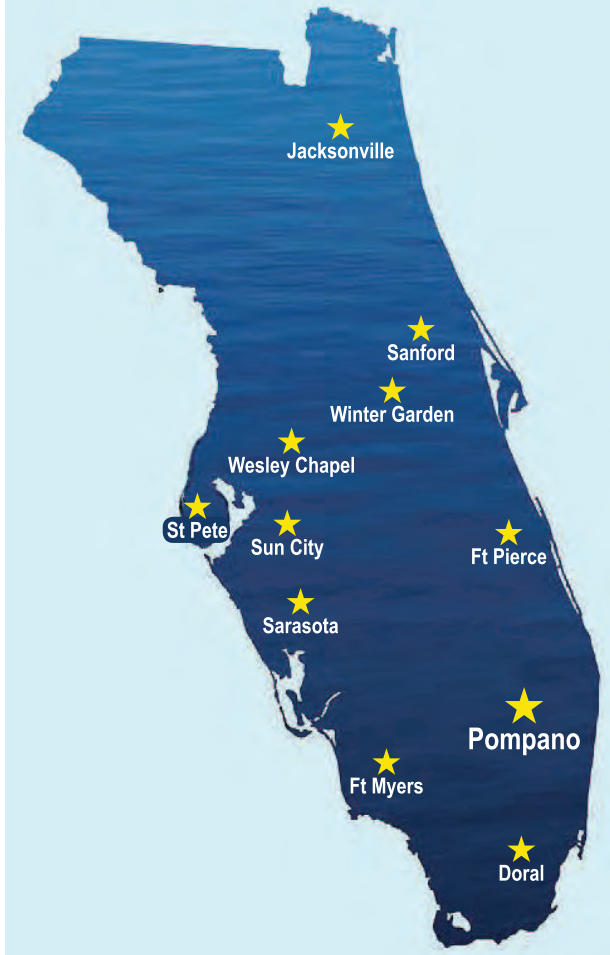 Jacksonville
Sanford
Winter Garden
Wesley Chapel
St Pete
Sun City
Ft Pierce
Sarasota
Pompano
Ft Myers
Doral